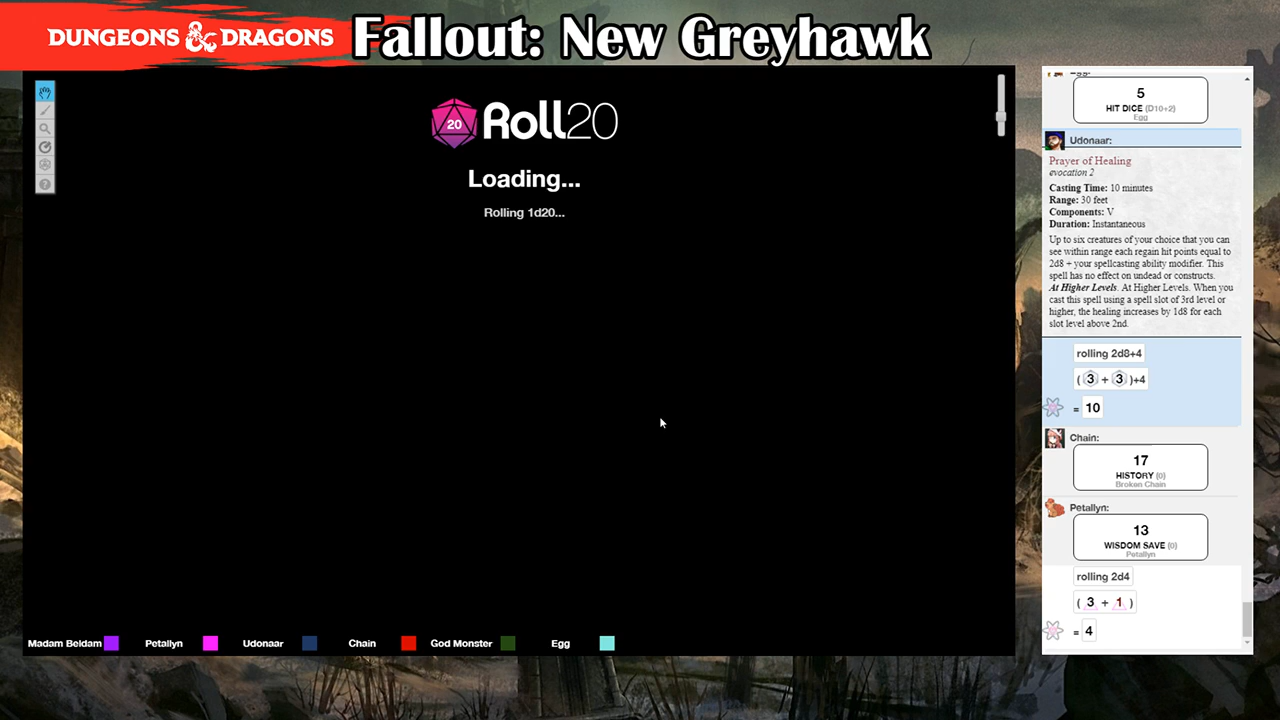 DUNGEONS & DRAGONS
Fallout: New Greyhawk
20
Roll20
Loading...
Rolling 1d20...
Madam Beldam
Petallyn
Udonaar
Chain
God Monster
Egg
5
HIT DICE (D10+2)
Egg
Udonaar:
Prayer of Healing
evocation 2
Casting Time: 10 minutes
Range: 30 feet
Components: V
Duration: Instantaneous
Up to six creatures of your choice that you can
see within range each regain hit points equal to
2d8 + your spellcasting ability modifier. This
spell has no effect on undead or constructs.
At Higher Levels. At Higher Levels. When you
cast this spell using a spell slot of 3rd level or
higher, the healing increases by 1d8 for each
slot level above 2nd.
rolling 2d8+4
( 3 + 3 )+4
= 10
Chain:
17
HISTORY (0)
Broken Chain
Petallyn:
13
WISDOM SAVE (0)
Petallyn
rolling 2d4
( 3 + 1 )
= 4